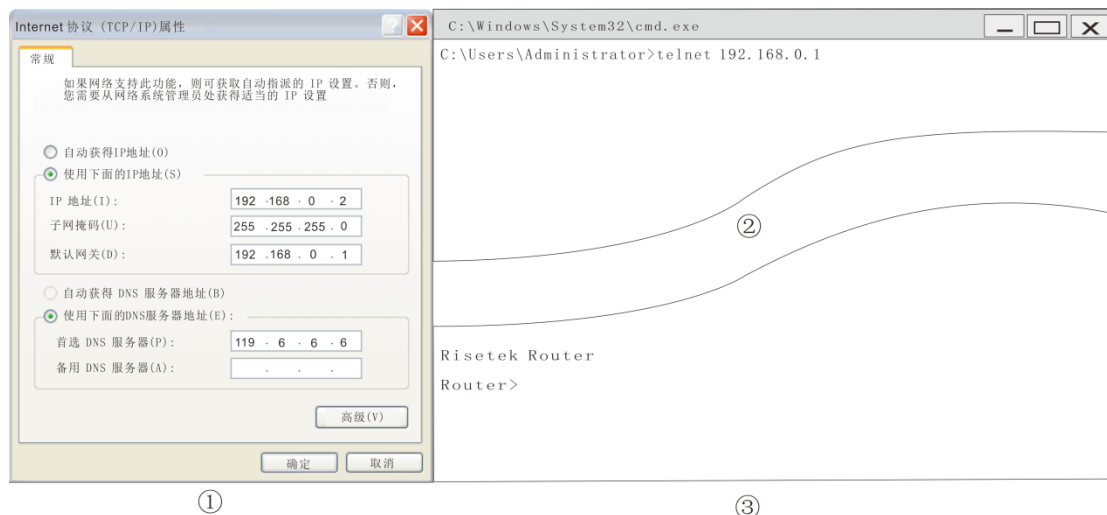 Internet 协议 (TCP/IP)属性
常规
如果网络支持此功能，则可获取自动指派的 IP 设置。否则，
您需要从网络系统管理员处获得适当的 IP 设置
自动获得IP地址(O)
使用下面的IP地址(S)
IP 地址(I):
192 .168 . 0 . 2
子网掩码(U):
255 .255 .255 . 0
默认网关(D):
192 .168 . 0 . 1
自动获得 DNS 服务器地址(B)
使用下面的DNS服务器地址(E):
首选 DNS 服务器(P):
119 . 6 . 6 . 6
备用 DNS 服务器(A):
. . .
高级(V)
确定
取消
①
C:\Windows\System32\cmd.exe
C:\Users\Administrator>telnet 192.168.0.1
②
Risetek Router
Router>
③